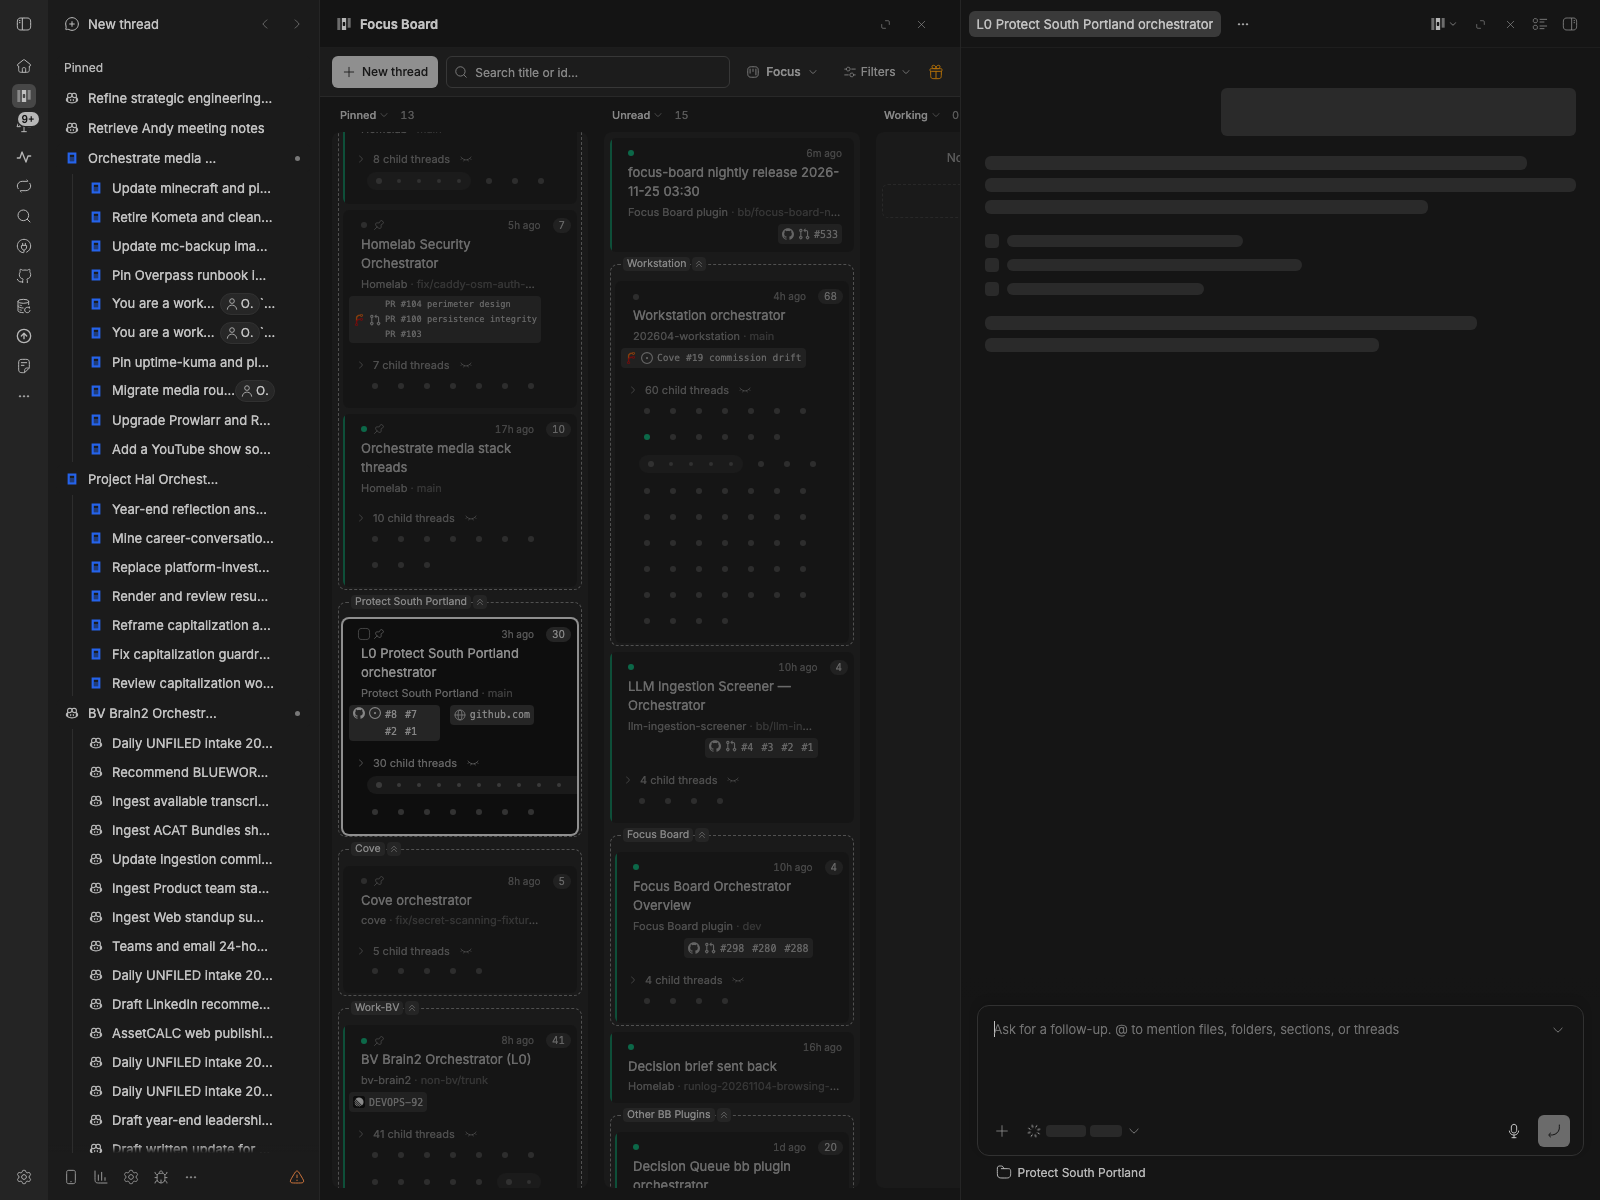 New thread
Pinned
Refine strategic engineering...
Retrieve Andy meeting notes
Orchestrate media ...
Update minecraft and pl...
Retire Kometa and clean...
Update mc-backup ima...
Pin Overpass runbook l...
You are a work... O. `...
You are a work... O. `...
Pin uptime-kuma and pl...
Migrate media rou... O.
Upgrade Prowlarr and R...
Add a YouTube show so...
Project Hal Orchest...
Year-end reflection ans...
Mine career-conversatio...
Replace platform-invest...
Render and review resu...
Reframe capitalization a...
Fix capitalization guardr...
Review capitalization wo...
BV Brain2 Orchestr...
Daily UNFILED intake 20...
Recommend BLUEWOR...
Ingest available transcri...
Ingest ACAT Bundles sh...
Update ingestion commi...
Ingest Product team sta...
Ingest Web standup su...
Teams and email 24-ho...
Daily UNFILED intake 20...
Draft LinkedIn recomme...
AssetCALC web publishi...
Daily UNFILED intake 20...
Daily UNFILED intake 20...
Draft year-end leadershi...
Draft written update for
9+
Focus Board
New thread
Search title or id...
Focus
Filters
Pinned 13
8 child threads
5h ago 7
Homelab Security
Orchestrator
Homelab · fix/caddy-osm-auth-...
PR #104 perimeter design
PR #100 persistence integrity
PR #103
7 child threads
17h ago 10
Orchestrate media stack
threads
Homelab · main
10 child threads
Protect South Portland
3h ago 30
L0 Protect South Portland
orchestrator
Protect South Portland · main
#8 #7
#2 #1
github.com
30 child threads
Cove
8h ago 5
Cove orchestrator
cove · fix/secret-scanning-fixtur...
5 child threads
Work-BV
8h ago 41
BV Brain2 Orchestrator (L0)
bv-brain2 · non-bv/trunk
DEVOPS-92
41 child threads
Unread 15
6m ago
focus-board nightly release 2026-
11-25 03:30
Focus Board plugin · bb/focus-board-n...
#533
Workstation
4h ago 68
Workstation orchestrator
202604-workstation · main
Cove #19 commission drift
60 child threads
10h ago 4
LLM Ingestion Screener —
Orchestrator
llm-ingestion-screener · bb/llm-in...
#4 #3 #2 #1
4 child threads
Focus Board
10h ago 4
Focus Board Orchestrator
Overview
Focus Board plugin · dev
#298 #280 #288
4 child threads
16h ago
Decision brief sent back
Homelab · runlog-20261104-browsing-...
Other BB Plugins
1d ago 20
Decision Queue bb plugin
orchestrator
Working 0
No
L0 Protect South Portland orchestrator
Ask for a follow-up. @ to mention files, folders, sections, or threads
Protect South Portland